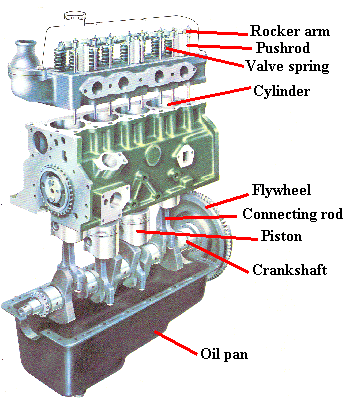 Rocker arm
Pushrod
Valve spring
Cylinder
Flywheel
Connecting rod
Piston
Crankshaft
Oil pan